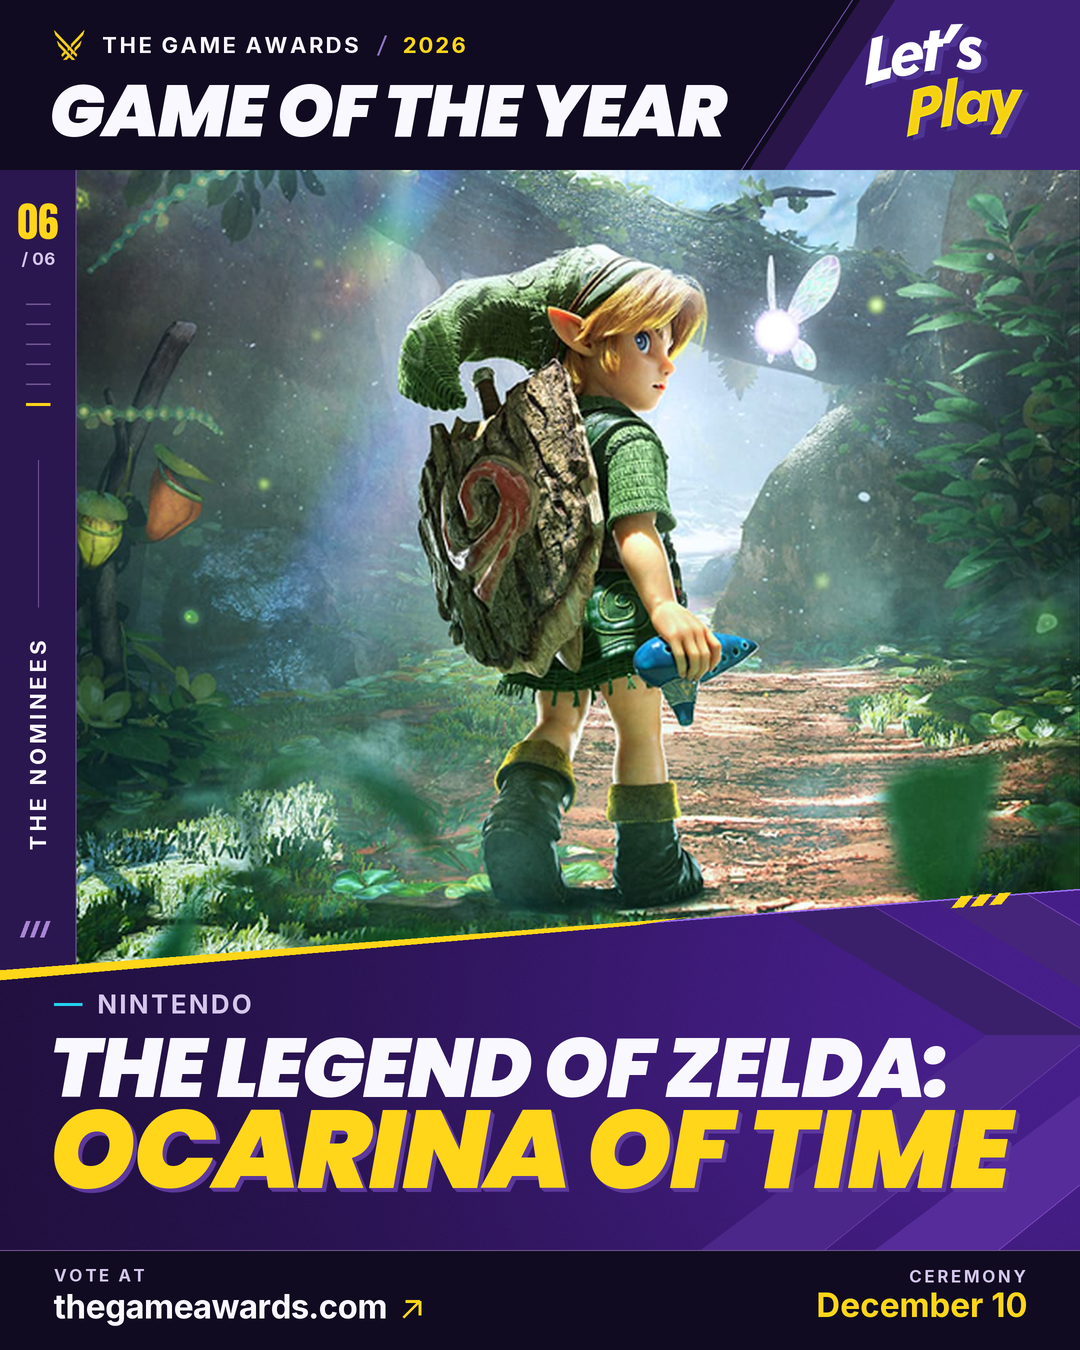 THE GAME AWARDS / 2026
GAME OF THE YEAR
Let's
Play
06
/ 06
THE NOMINEES
NINTENDO
THE LEGEND OF ZELDA:
OCARINA OF TIME
VOTE AT
thegameawards.com ↗
CEREMONY
December 10